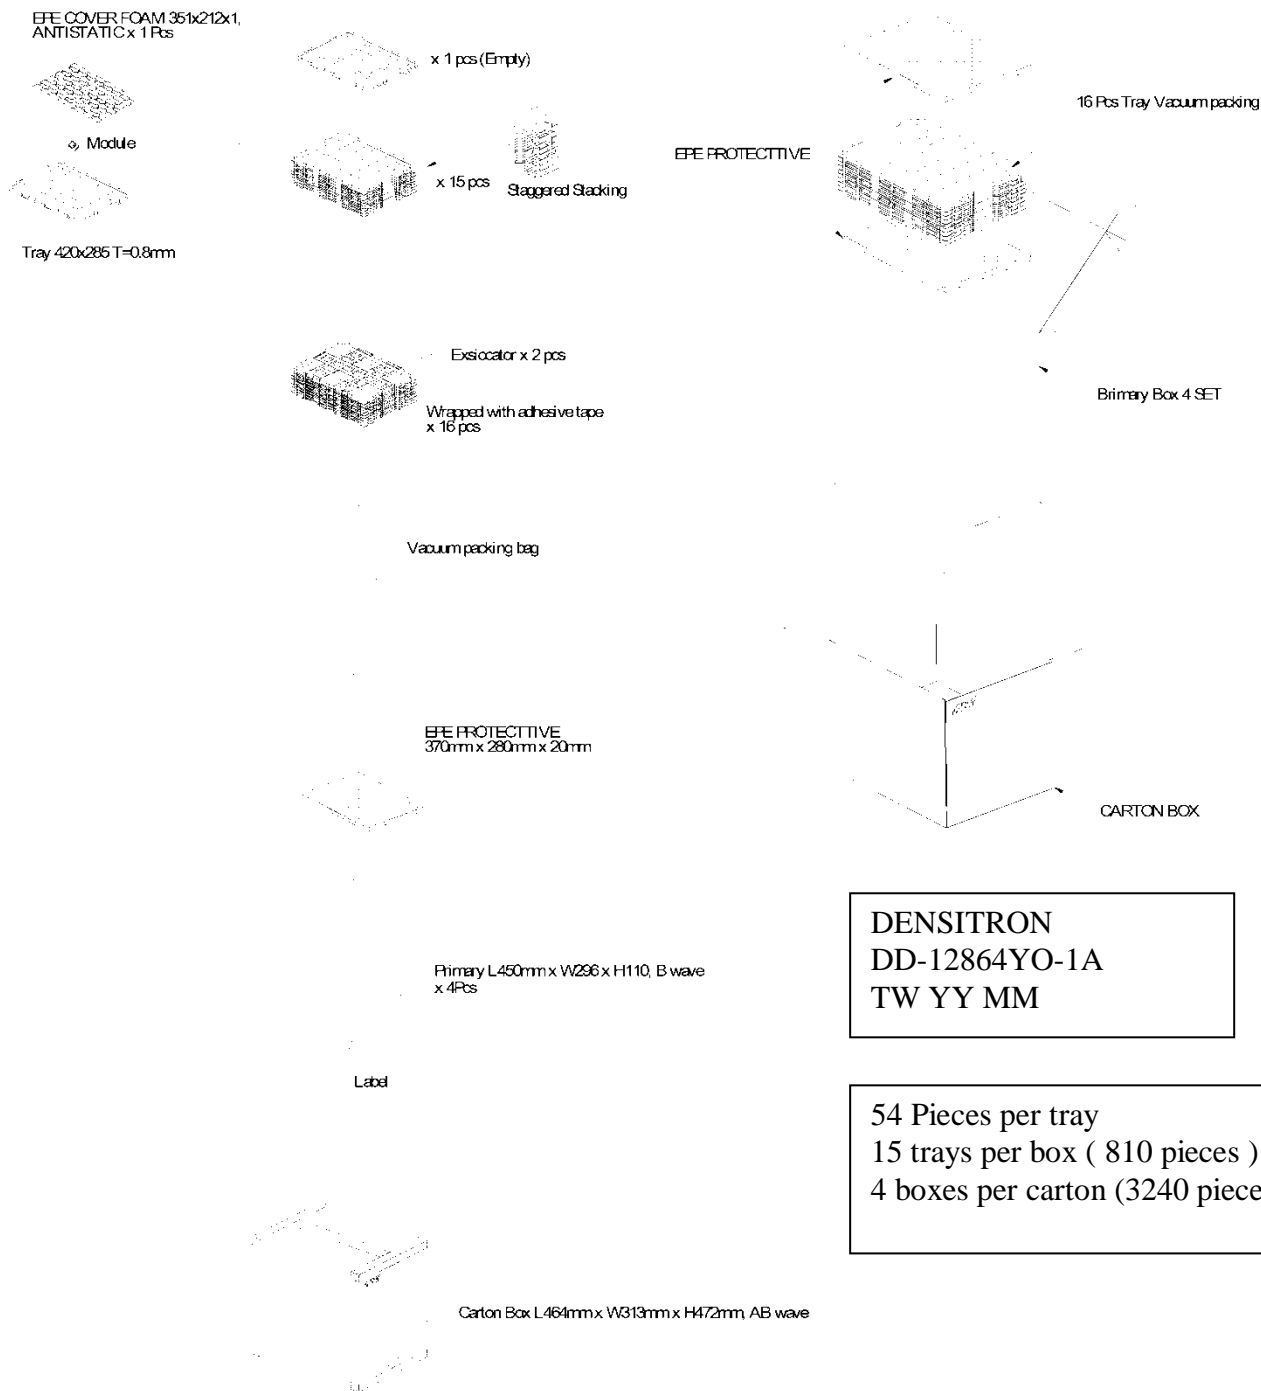 EPE COVER FOAM 351x212x1,
ANTISTATIC x 1 Pcs
Module
Tray 420x285 T=0.8mm
x 1 pcs (Empty)
x 15 pcs
Staggered Stacking
Exsiccator x 2 pcs
Wrapped with adhesive tape
x 16 pcs
Vacuum packing bag
EPE PROTECTTIVE
370mm x 280mm x 20mm
Primary L450mm x W296 x H110, B wave
x 4Pcs
Label
Carton Box L464mm x W313mm x H472mm, AB wave
16 Pcs Tray Vacuum packing
EPE PROTECTTIVE
Brimary Box 4 SET
CARTON BOX
DENSITRON
DD-12864YO-1A
TW YY MM
54 Pieces per tray
15 trays per box ( 810 pieces )
4 boxes per carton (3240 piece